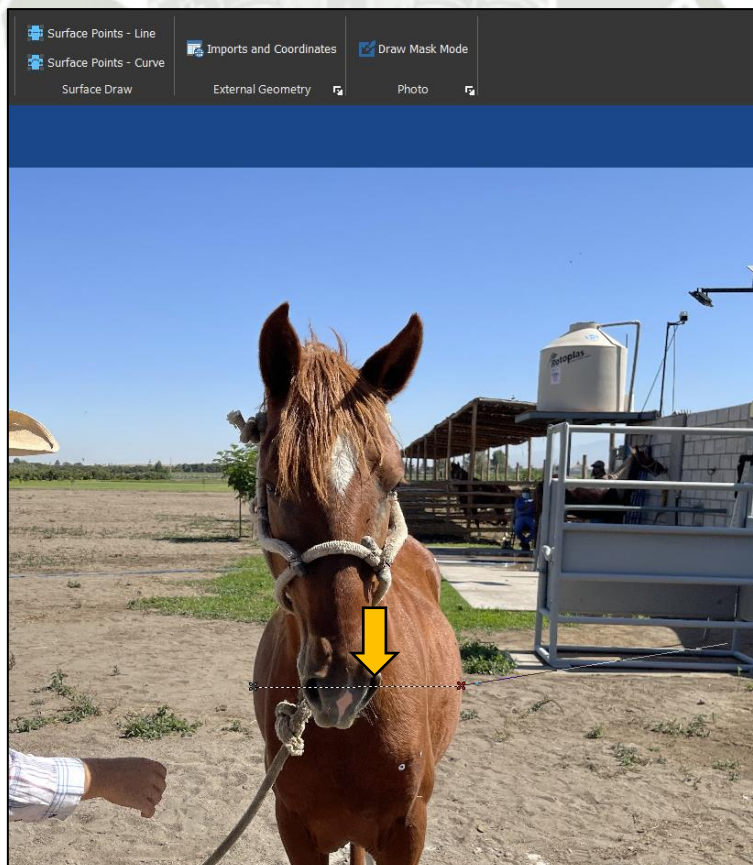 Surface Points - Line
Surface Points - Curve
Surface Draw
Imports and Coordinates
External Geometry
Draw Mask Mode
Photo
Rotoplas